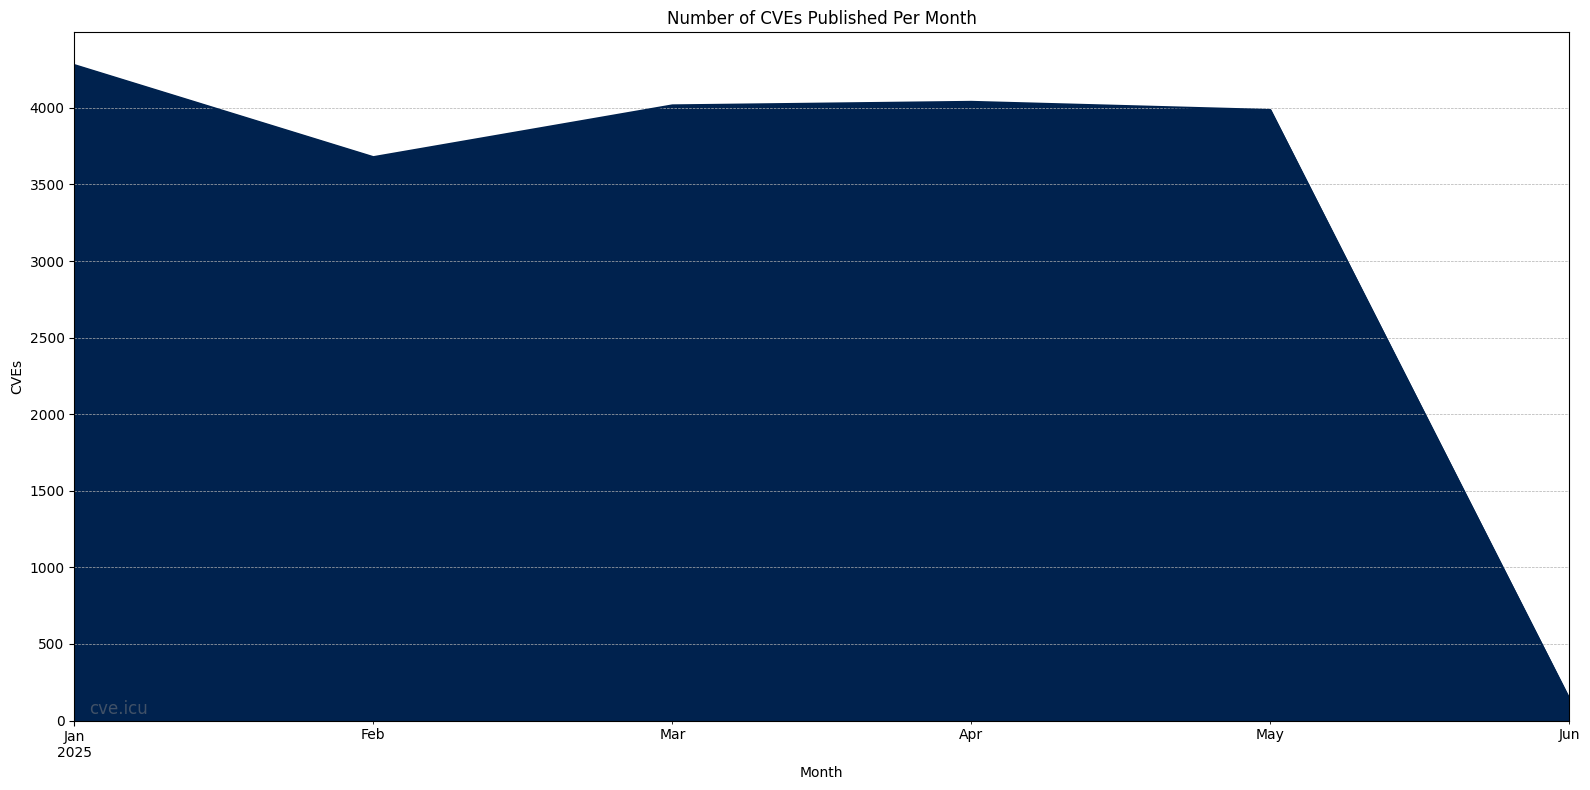 Number of CVEs Published Per Month
CVEs
4000
3500
3000
2500
2000
1500
1000
500
0
cve.icu
Jan
2025
Feb
Mar
Apr
May
Jun
Month